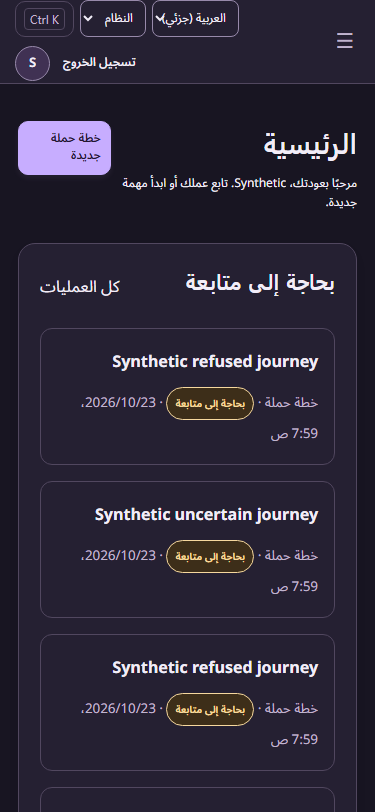 العربية (جزئي)
النظام
Ctrl K
☰
تسجيل الخروج
S
الرئيسية
مرحبًا بعودتك، Synthetic. تابع عملك أو ابدأ مهمة
جديدة.
خطة حملة
جديدة
بحاجة إلى متابعة
كل العمليات
Synthetic refused journey
خطة حملة · بحاجة إلى متابعة · 2026/10/23،
7:59 ص
Synthetic uncertain journey
خطة حملة · بحاجة إلى متابعة · 2026/10/23،
7:59 ص
Synthetic refused journey
خطة حملة · بحاجة إلى متابعة · 2026/10/23،
7:59 ص